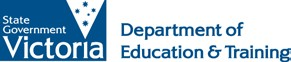 State
Government
Victoria
Department of
Education & Training